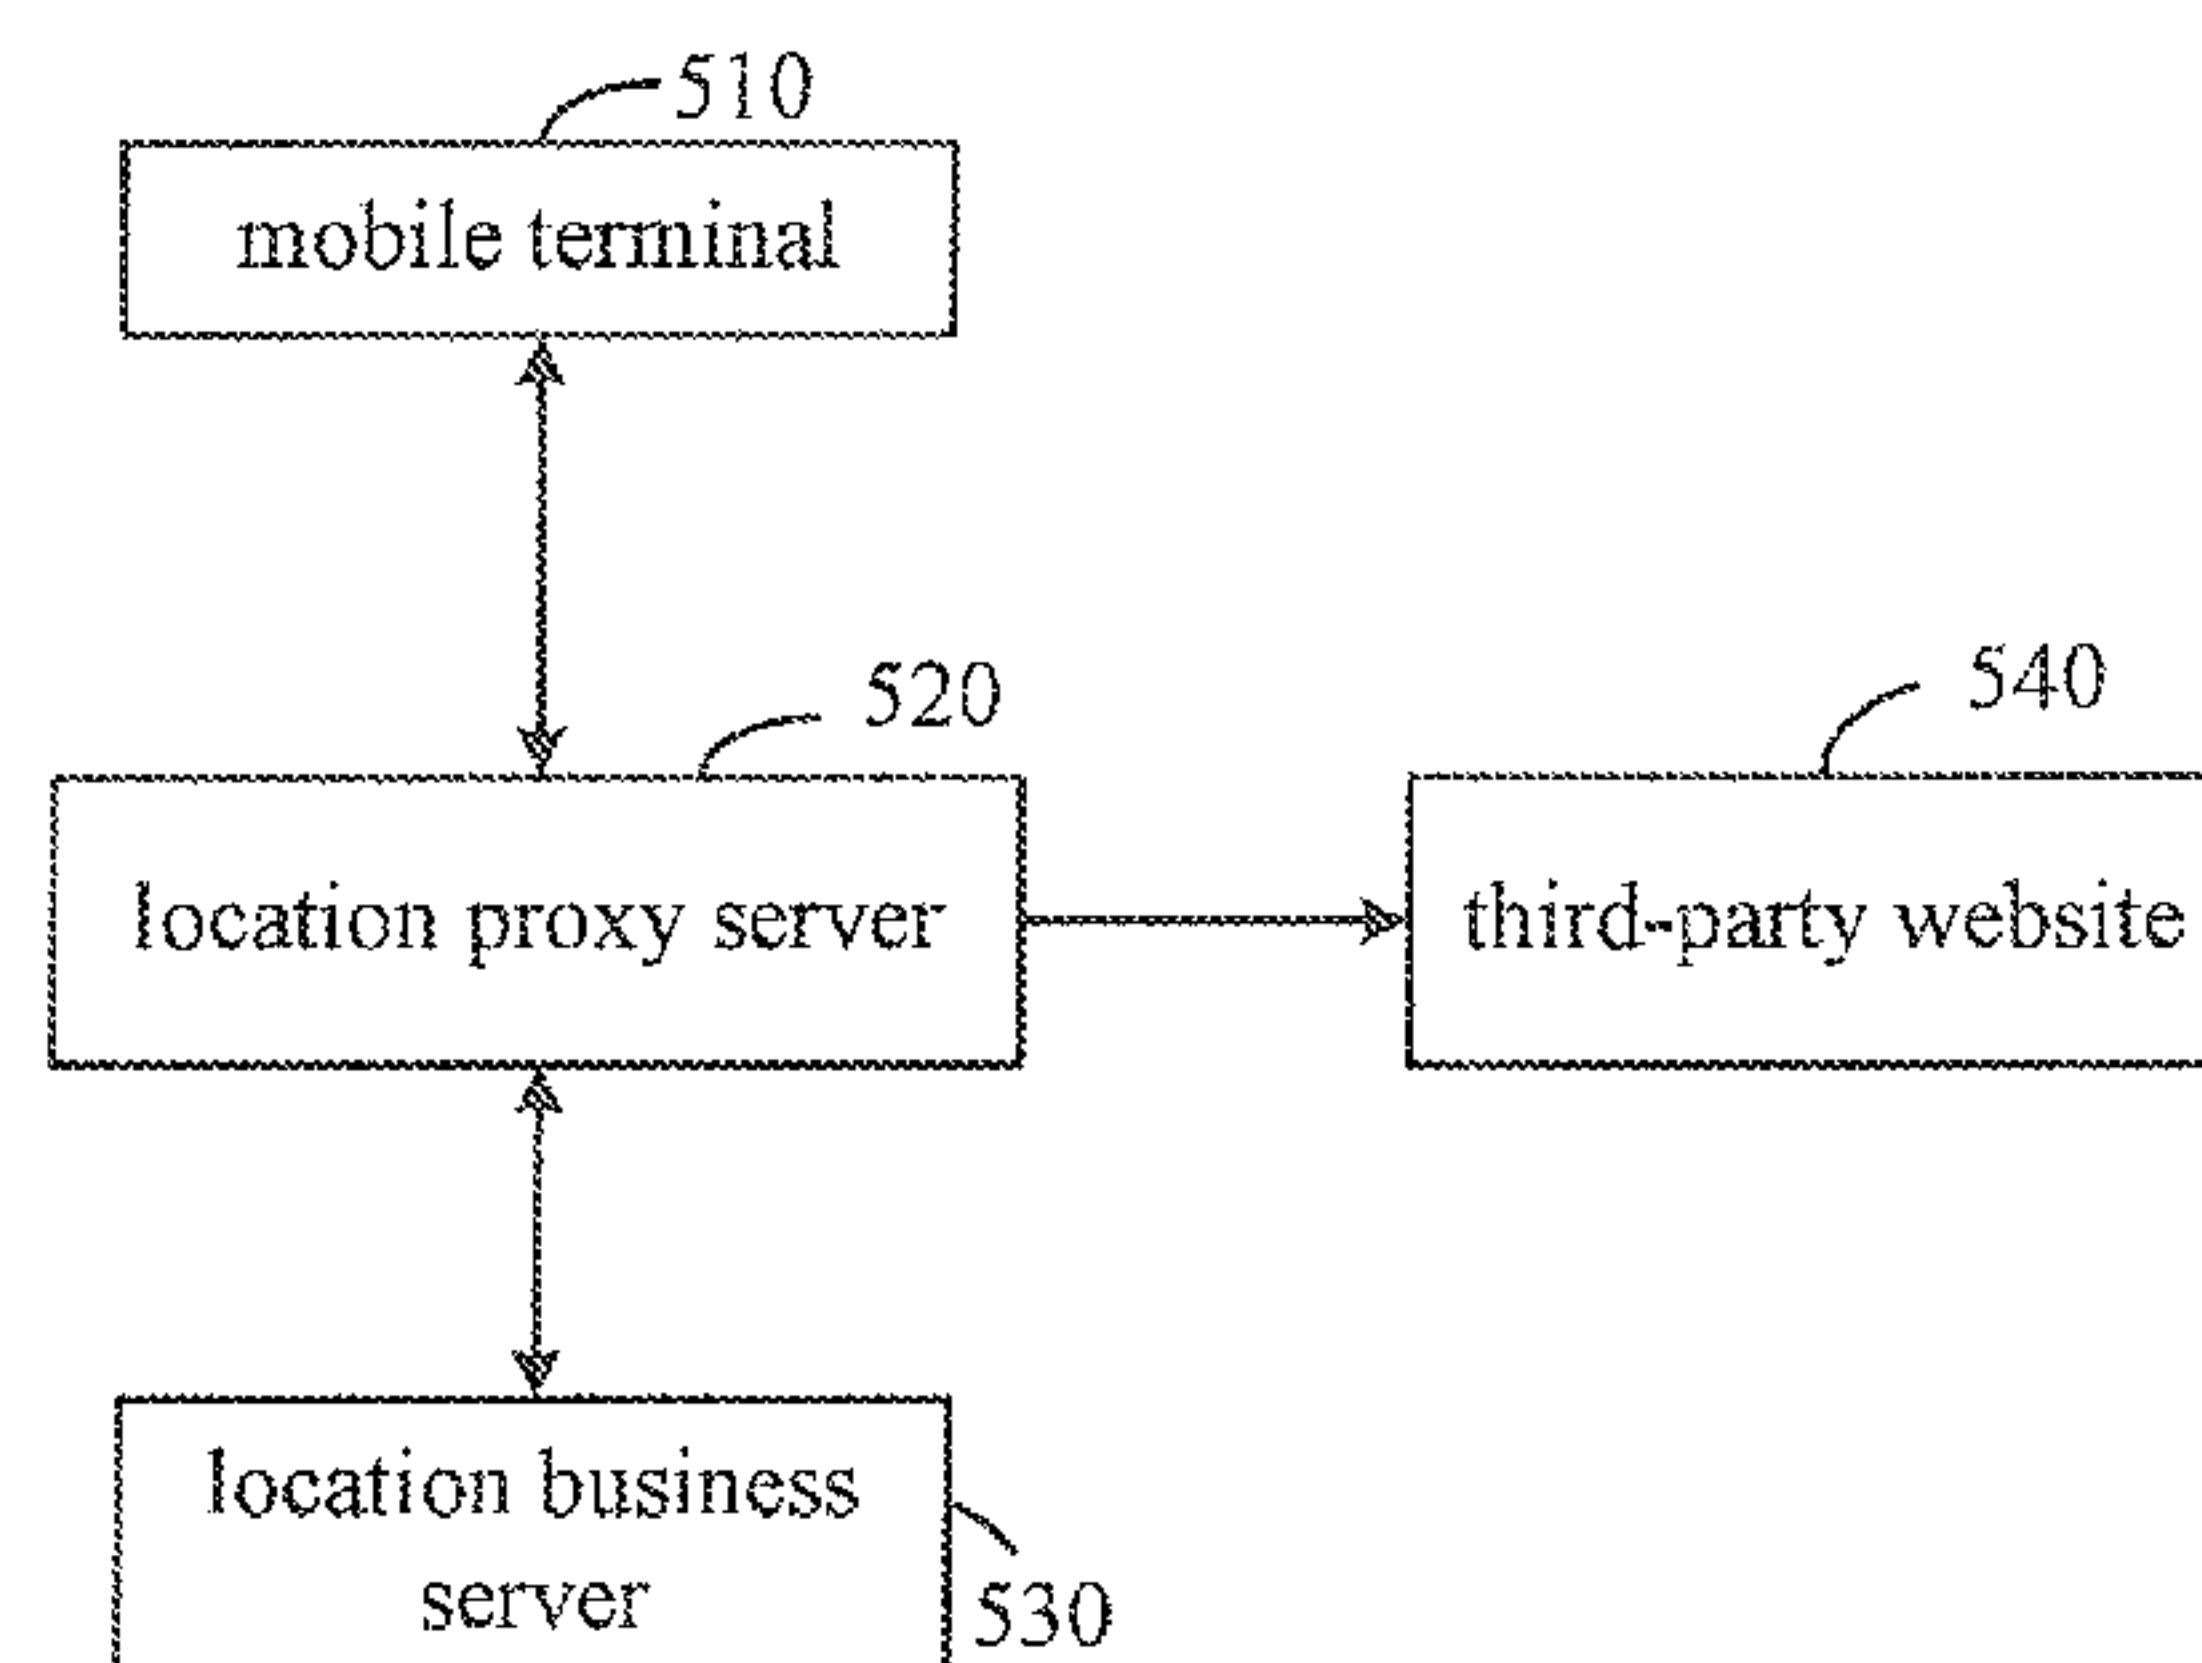 510
mobile terminal
520
540
location proxy server
third-party website
location business
server
530